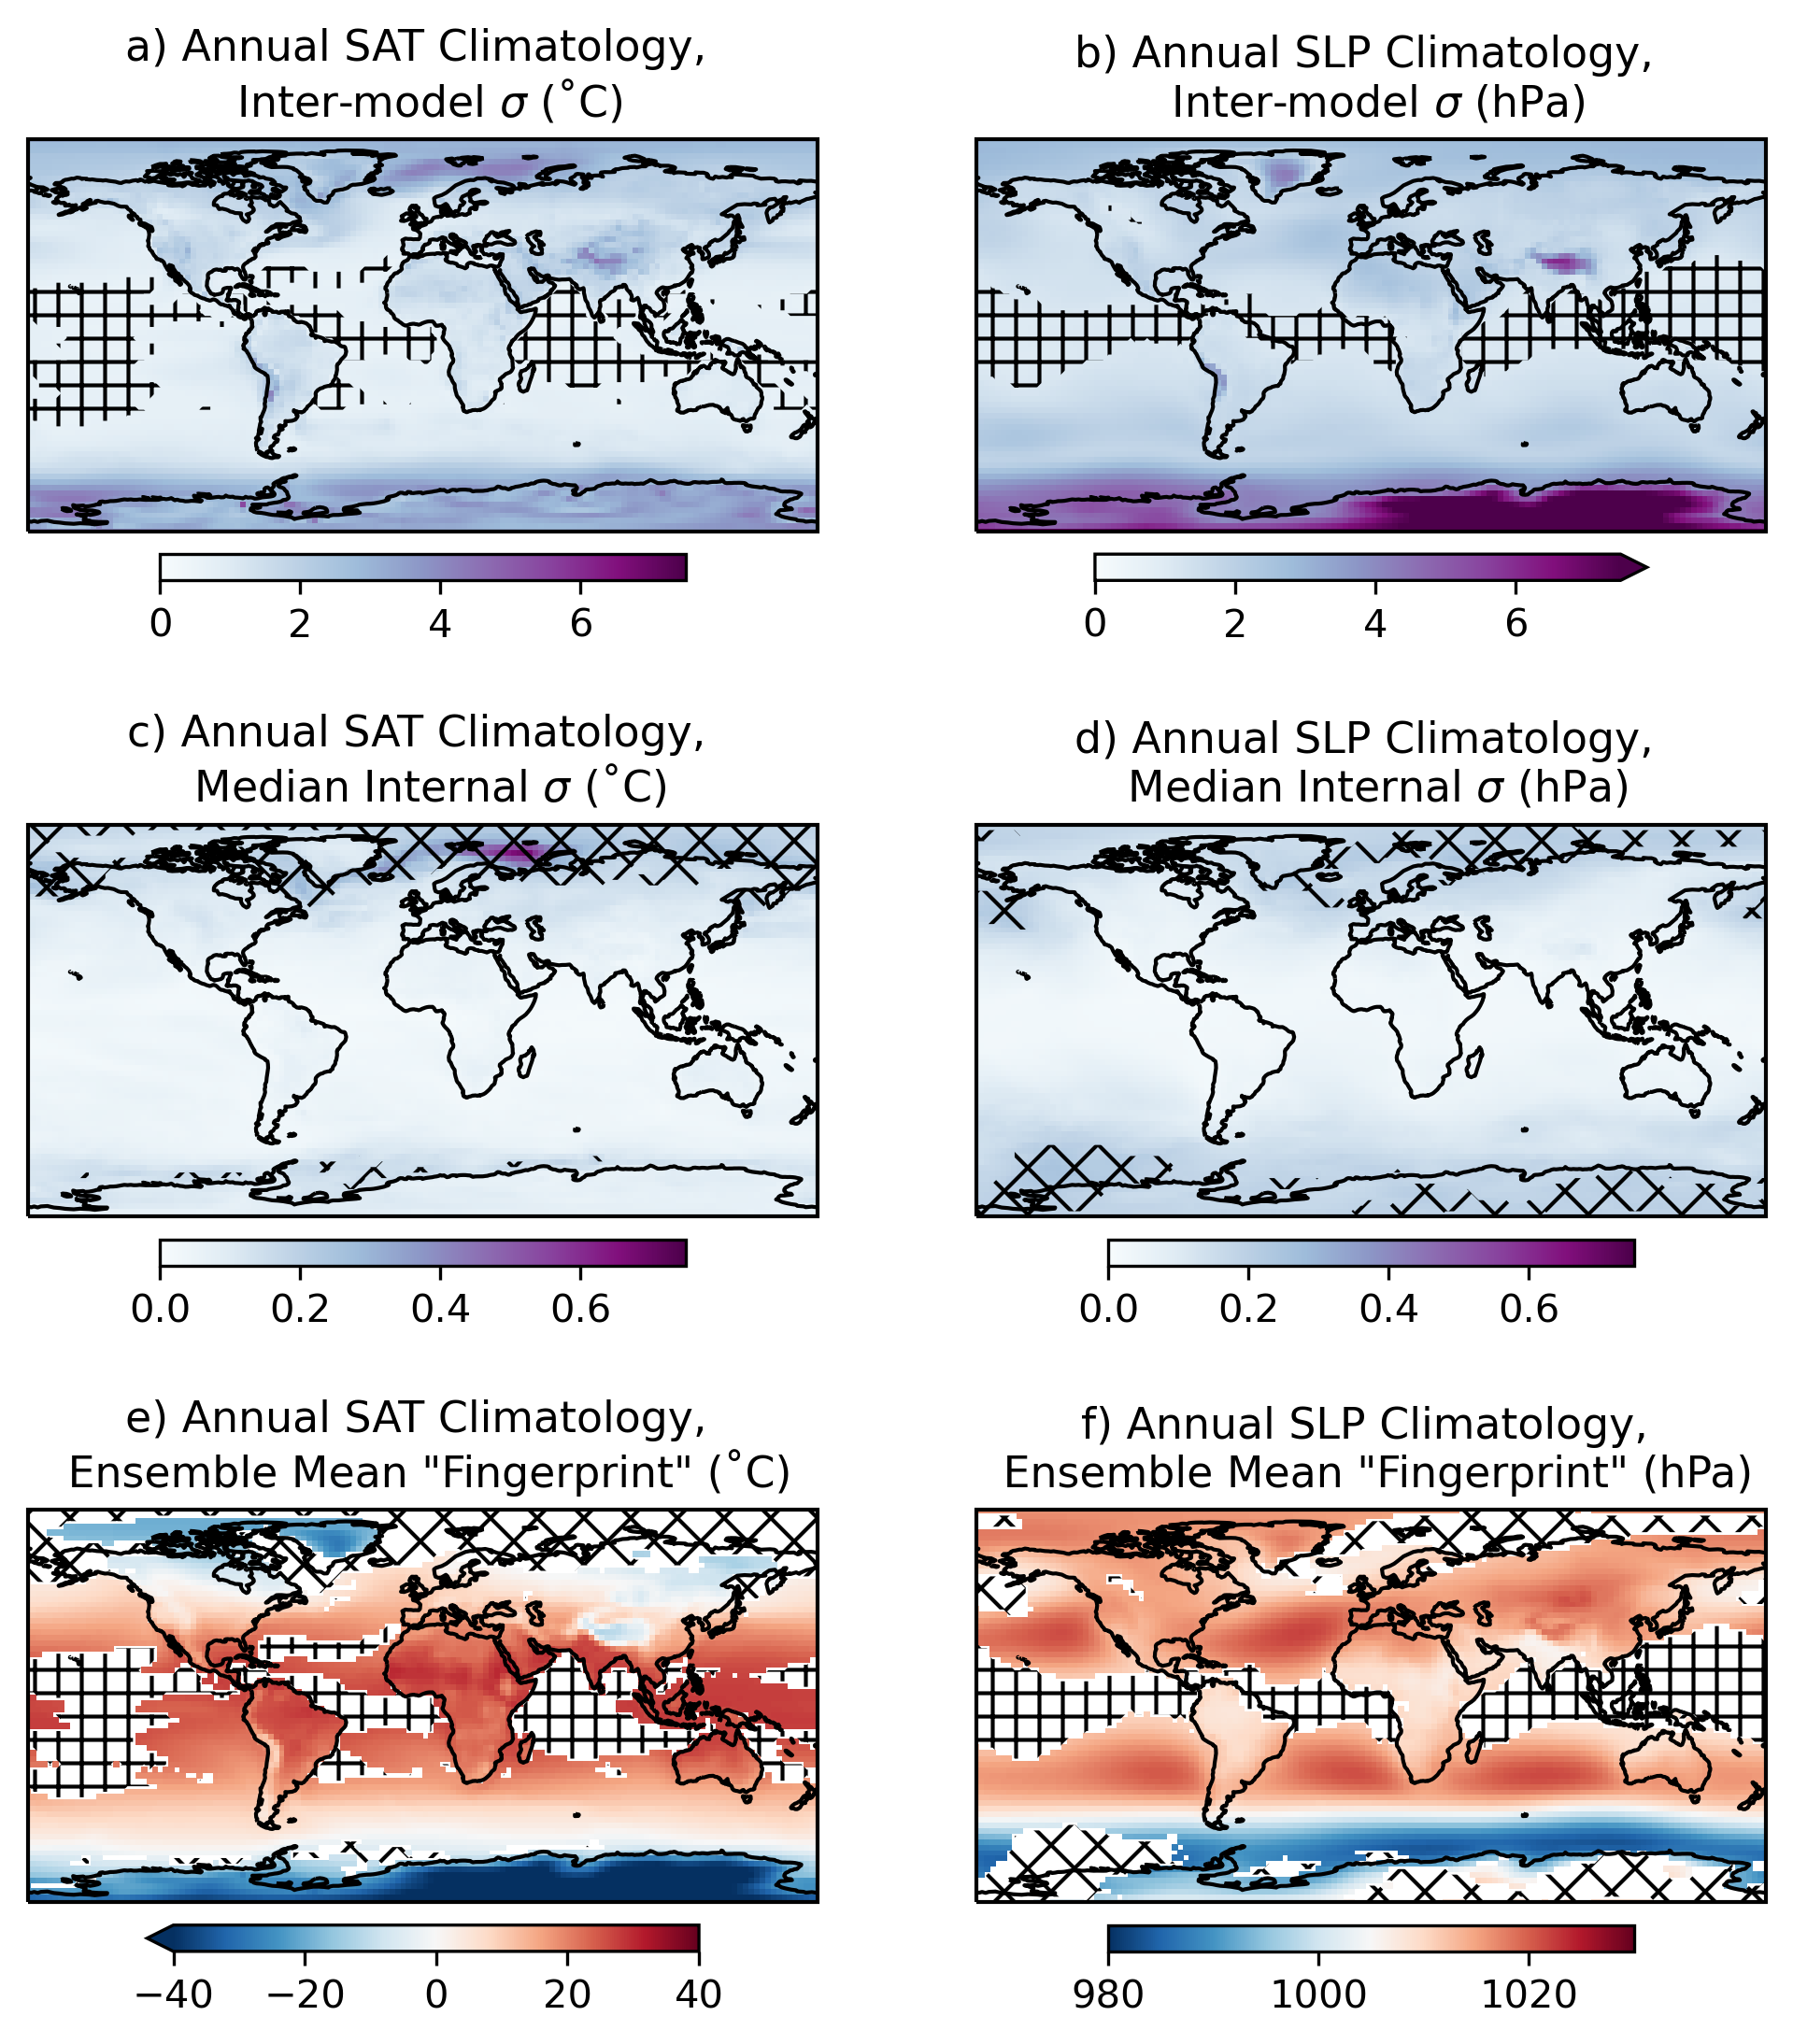 a) Annual SAT Climatology,
Inter-model σ (˚C)
b) Annual SLP Climatology,
Inter-model σ (hPa)
0 2 4 6
0 2 4 6
c) Annual SAT Climatology,
Median Internal σ (˚C)
d) Annual SLP Climatology,
Median Internal σ (hPa)
0.0 0.2 0.4 0.6
0.0 0.2 0.4 0.6
e) Annual SAT Climatology,
Ensemble Mean "Fingerprint" (˚C)
f) Annual SLP Climatology,
Ensemble Mean "Fingerprint" (hPa)
−40 −20 0 20 40
980 1000 1020